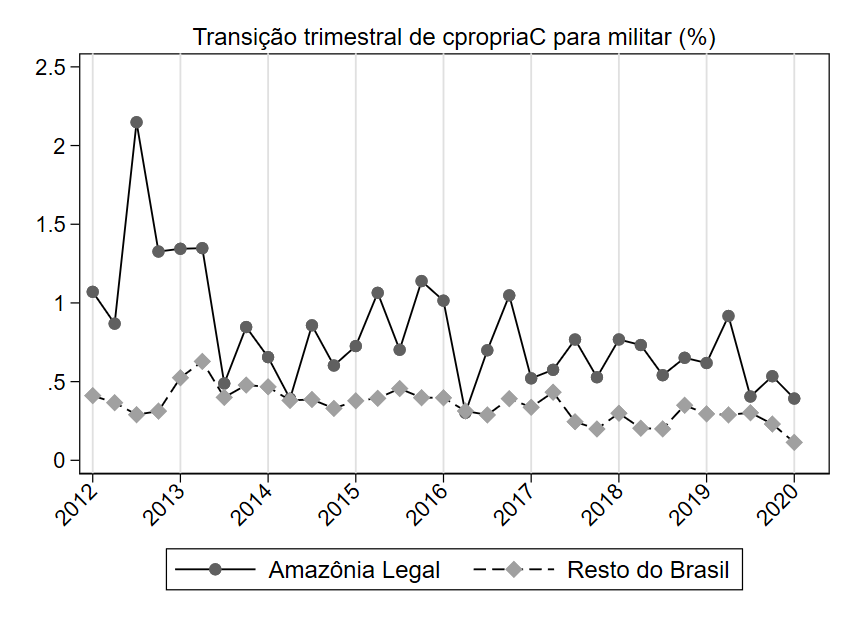 Transição trimestral de cpropriaC para militar (%)
2.5
2
1.5
1
.5
0
2012 2013 2014 2015 2016 2017 2018 2019 2020
Amazônia Legal Resto do Brasil